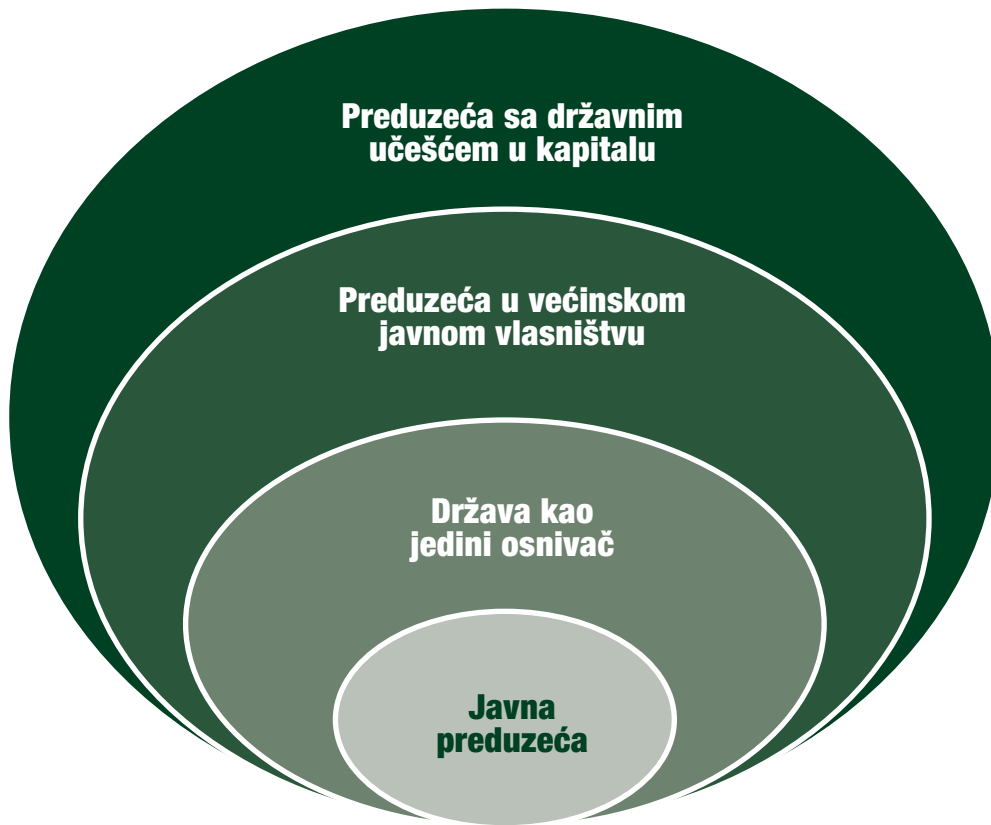 Preduzeća sa državnim
učešćem u kapitalu
Preduzeća u većinskom
javnom vlasništvu
Država kao
jedini osnivač
Javna
preduzeća